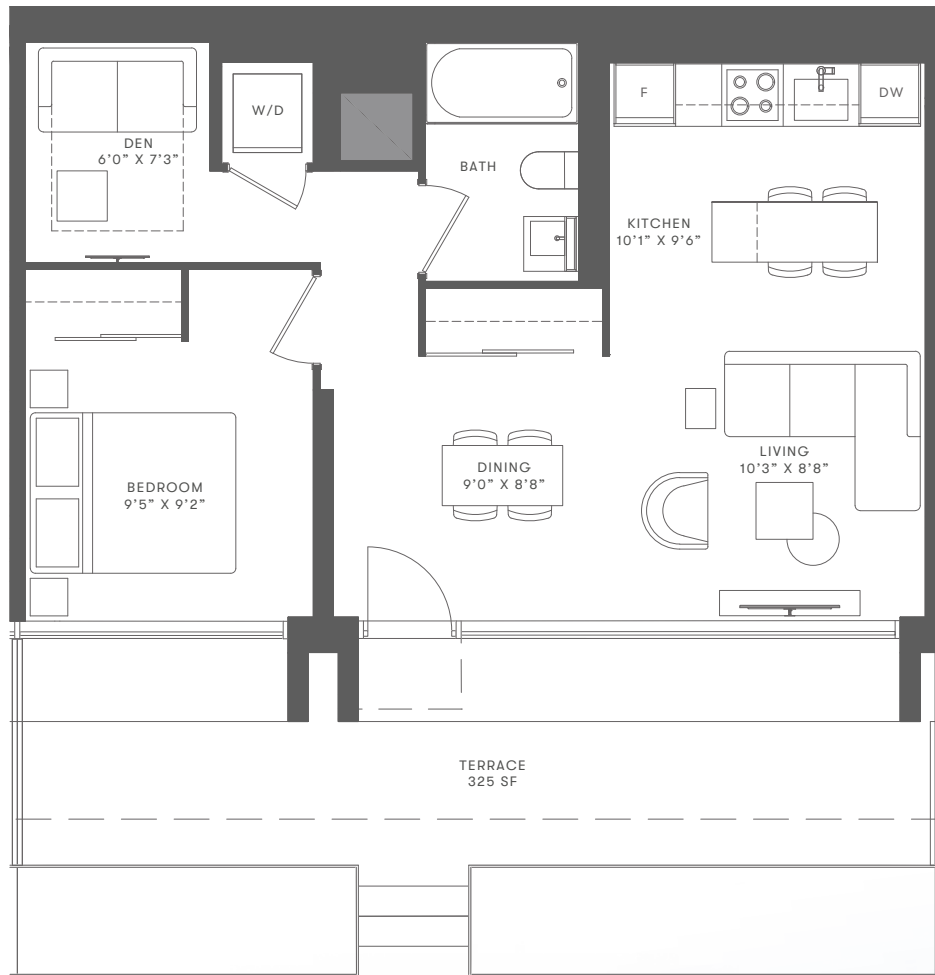 W/D
F
DW
DEN
6’0” X 7’3”
BATH
KITCHEN
10’1” X 9’6”
LIVING
10’3” X 8’8”
DINING
9’0” X 8’8”
BEDROOM
9’5” X 9’2”
TERRACE
325 SF